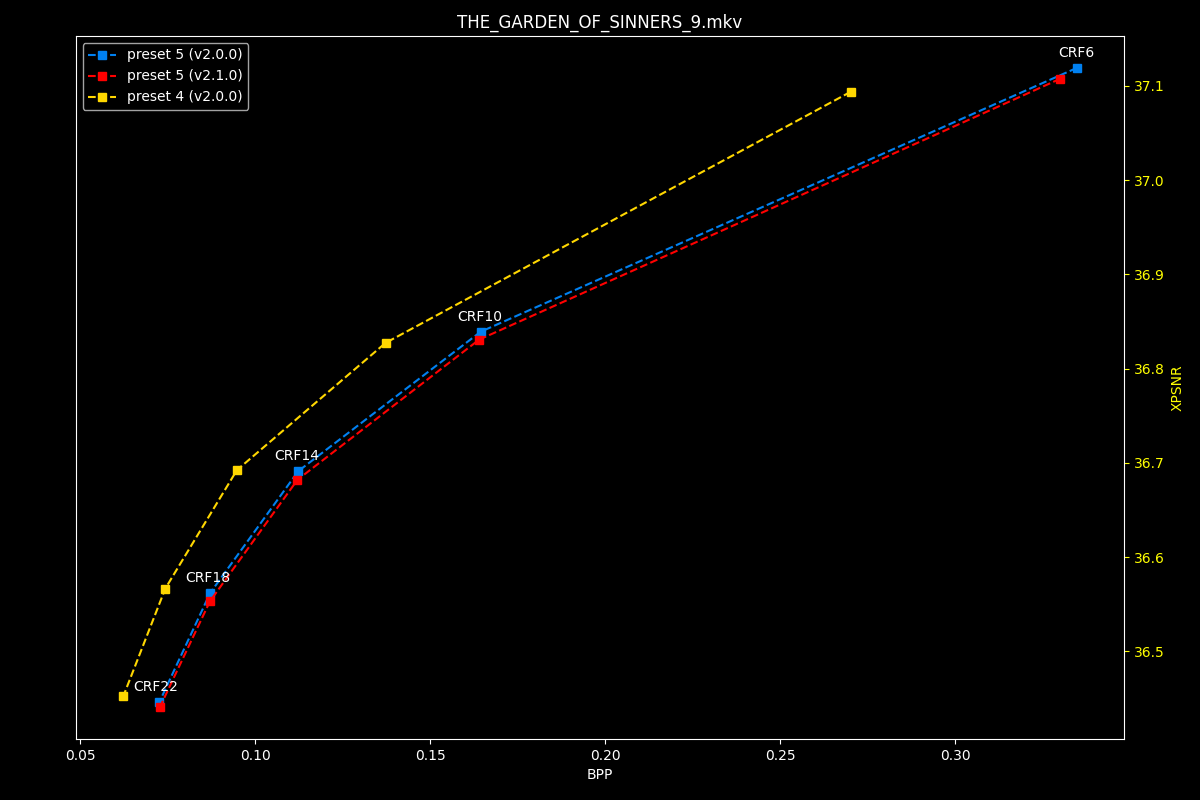 THE_GARDEN_OF_SINNERS_9.mkv
preset 5 (v2.0.0)
preset 5 (v2.1.0)
preset 4 (v2.0.0)
CRF6
37.1
37.0
36.9
CRF10
36.8
XPSNR
CRF14
36.7
CRF18
36.6
36.5
CRF22
0.05 0.10 0.15 0.20 0.25 0.30
BPP